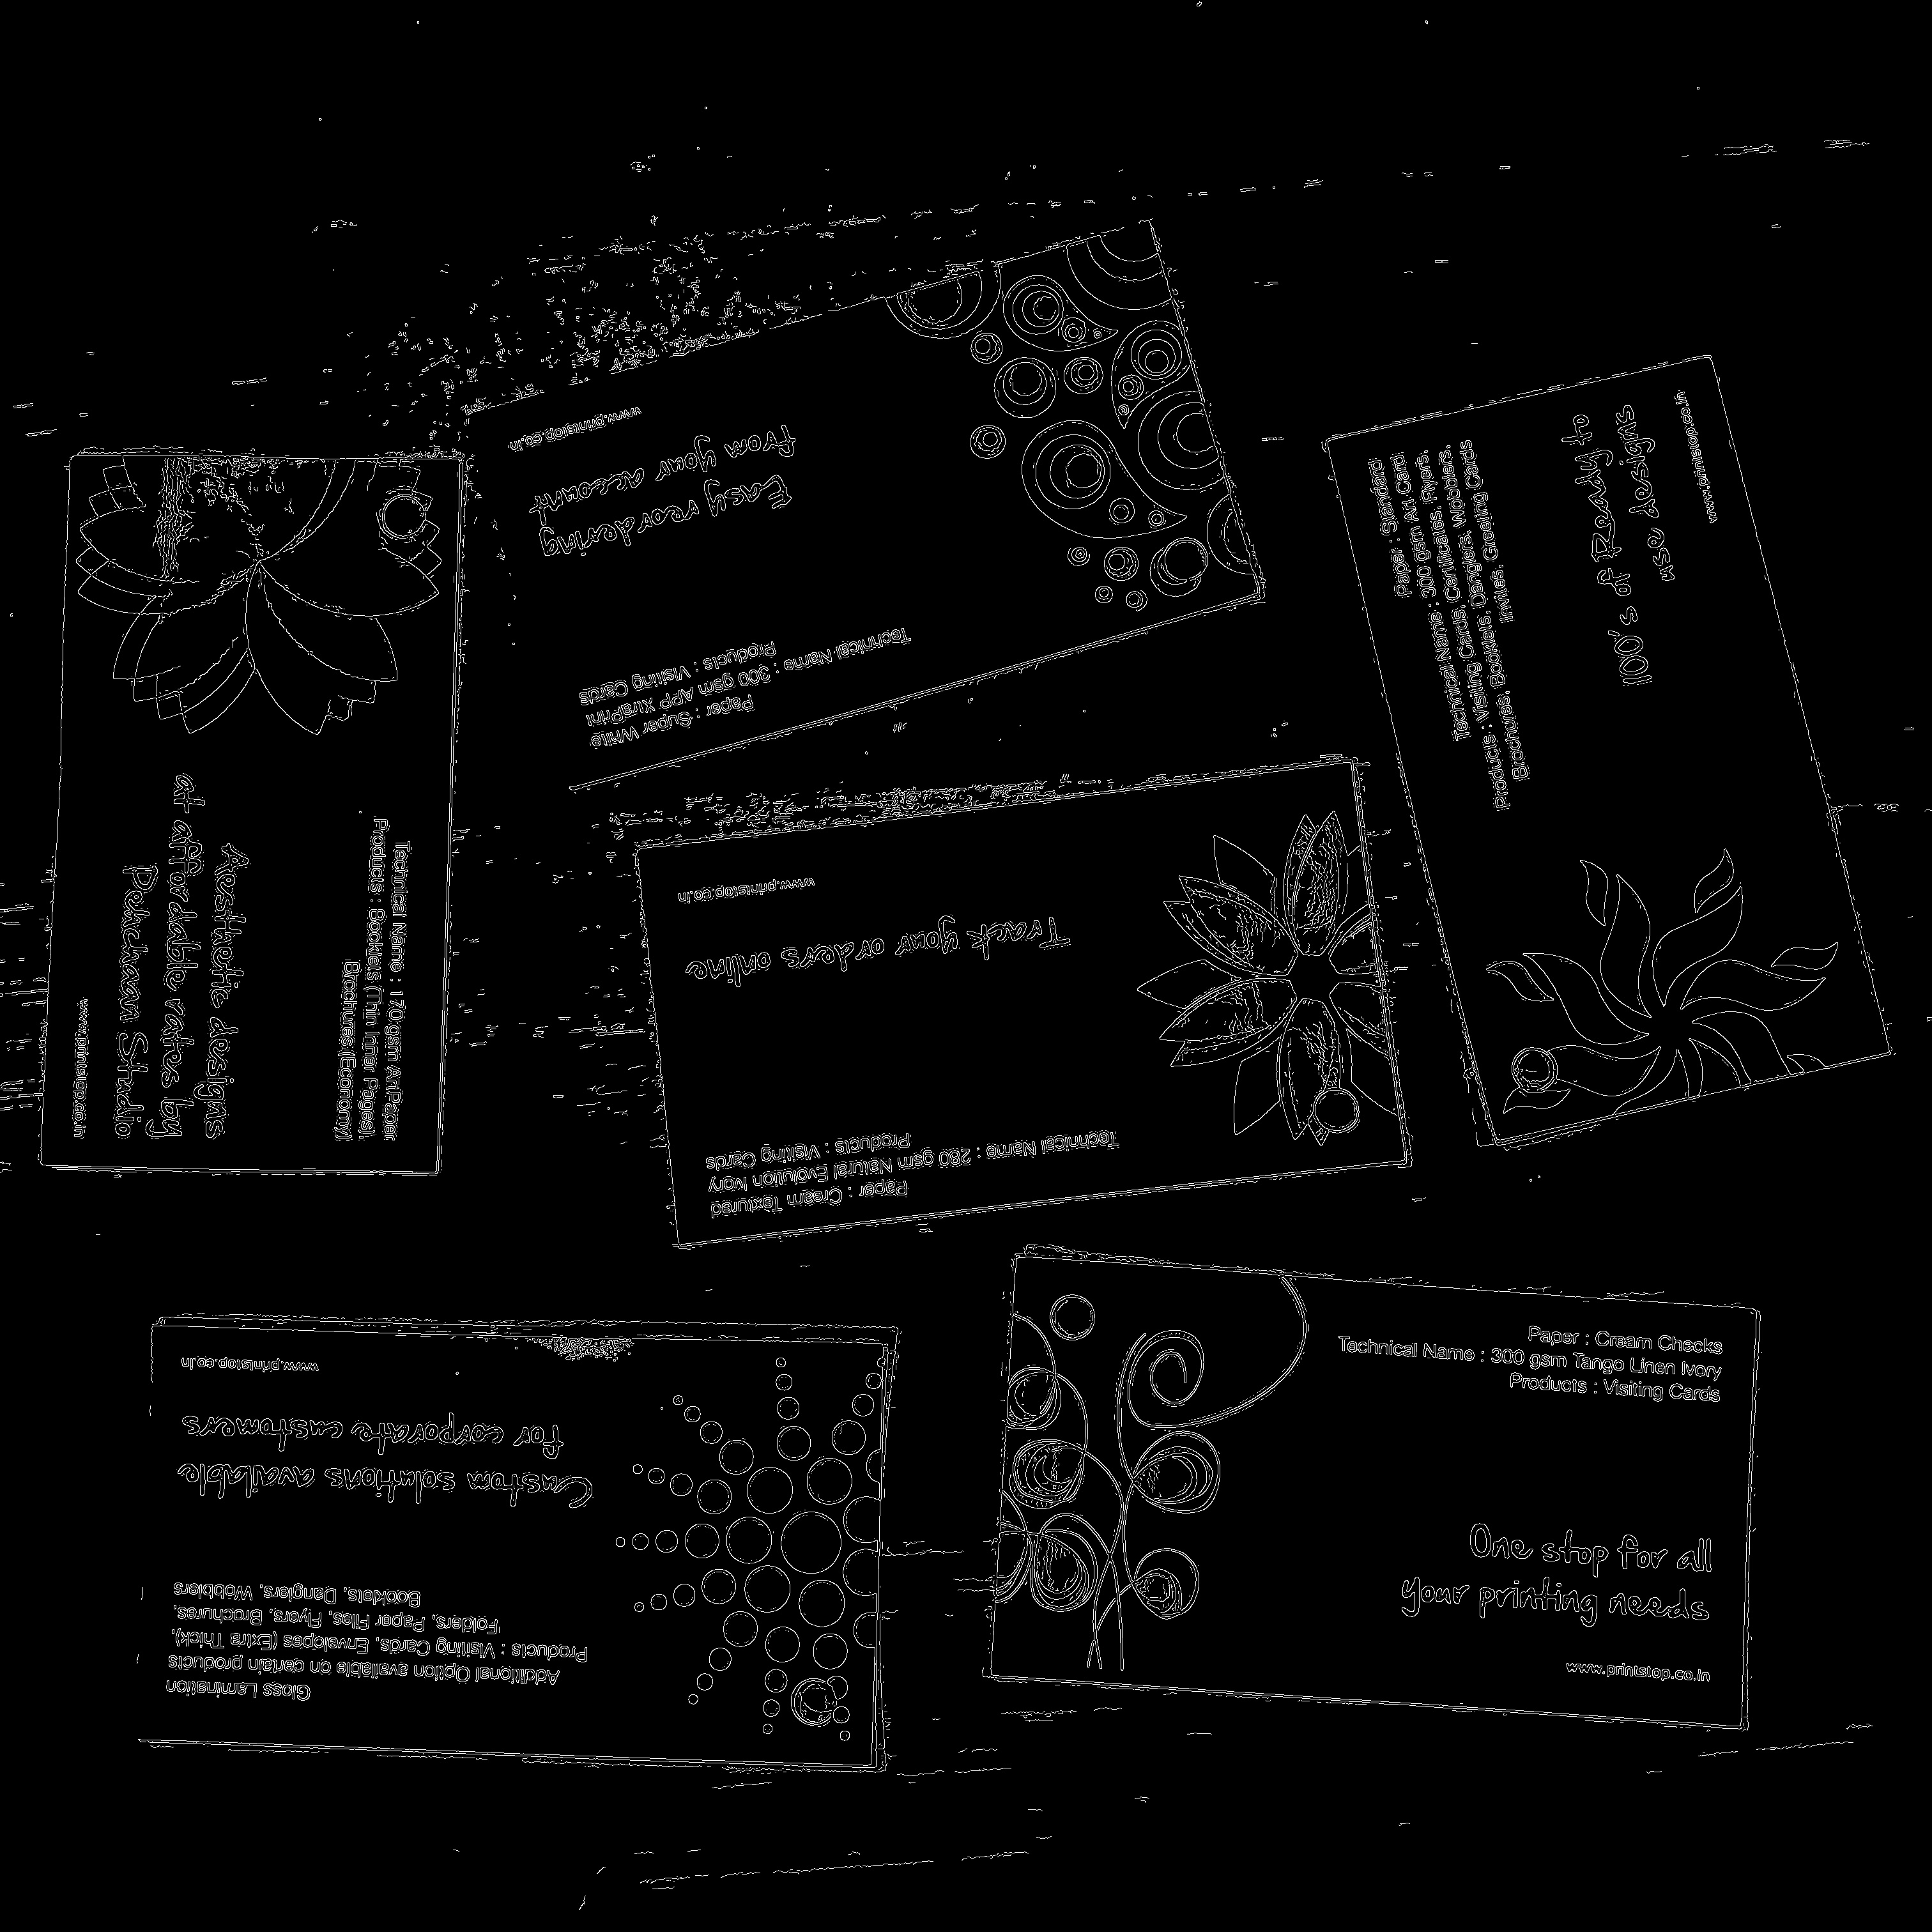 www.printstop.co.in
Easy reordering
from your account
Paper : Super White
Technical Name : 300 gsm APP XtraPrint
Products : Visiting Cards
Paper : Standard
Technical Name : 300 gsm Art Card
Products : Visiting Cards, Certificates, Flyers,
Brochures, Booklets, Danglers, Wobblers,
Invites, Greeting Cards
100's of Ready to
use designs
www.printstop.co.in
Technical Name : 170 gsm Art Paper
Products : Booklets (Thin Inner Pages),
Brochures (Economy)
Aesthetic designs
at affordable rates by
Pehchaan Studio
www.printstop.co.in
Paper : Cream Textured
Technical Name : 280 gsm Natural Evolution Ivory
Products : Visiting Cards
Track your orders online
www.printstop.co.in
Gloss Lamination
Additional Option available on certain products
Products : Visiting Cards, Envelopes (Extra Thick),
Folders, Paper Files, Flyers, Brochures,
Booklets, Danglers, Wobblers
Custom solutions available
for corporate customers
www.printstop.co.in
Paper : Cream Checks
Technical Name : 300 gsm Tango Linen Ivory
Products : Visiting Cards
One stop for all
your printing needs
www.printstop.co.in